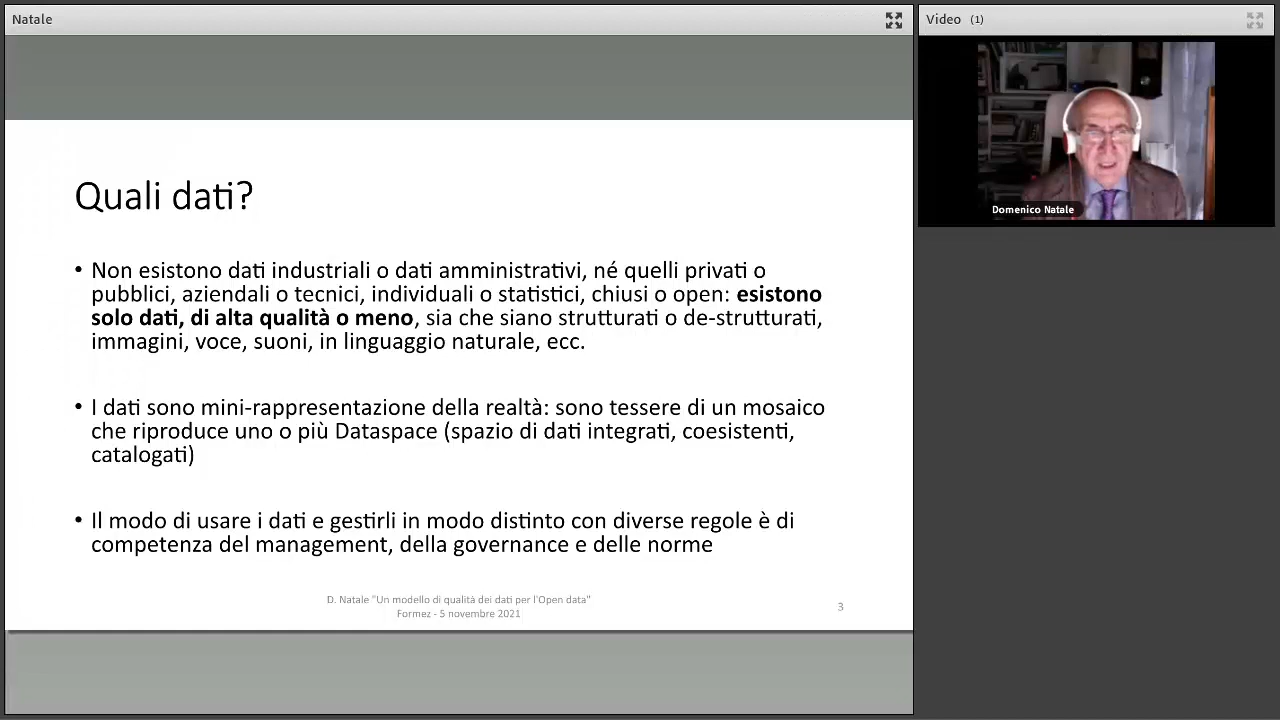 Natale
Video (1)
Domenico Natale
Quali dati?
• Non esistono dati industriali o dati amministrativi, né quelli privati o
pubblici, aziendali o tecnici, individuali o statistici, chiusi o open: esistono
solo dati, di alta qualità o meno, sia che siano strutturati o de-strutturati,
immagini, voce, suoni, in linguaggio naturale, ecc.
• I dati sono mini-rappresentazione della realtà: sono tessere di un mosaico
che riproduce uno o più Dataspace (spazio di dati integrati, coesistenti,
catalogati)
• Il modo di usare i dati e gestirli in modo distinto con diverse regole è di
competenza del management, della governance e delle norme
D. Natale "Un modello di qualità dei dati per l'Open data"
Formez - 5 novembre 2021
3